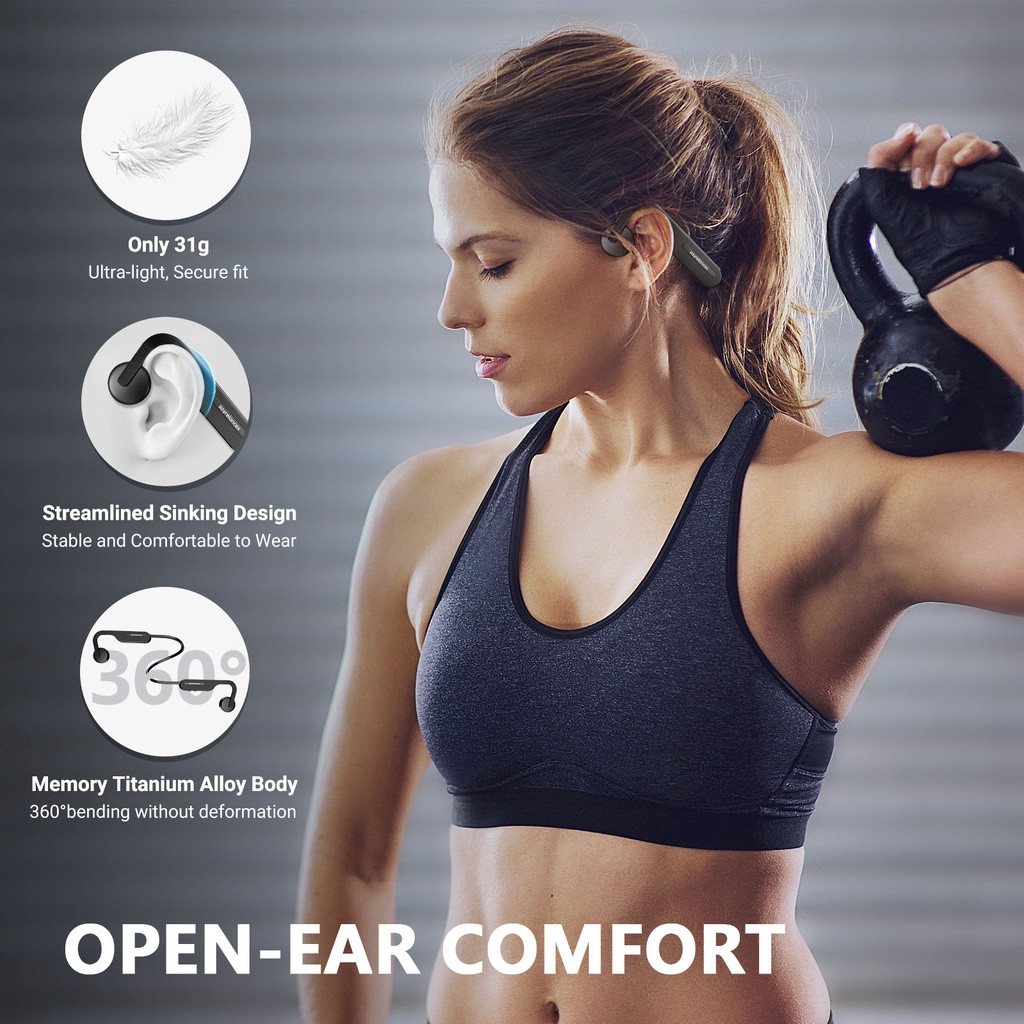 Only 31g
Ultra-light, Secure fit
Streamlined Sinking Design
Stable and Comfortable to Wear
360°
Memory Titanium Alloy Body
360°bending without deformation
OPEN-EAR COMFORT